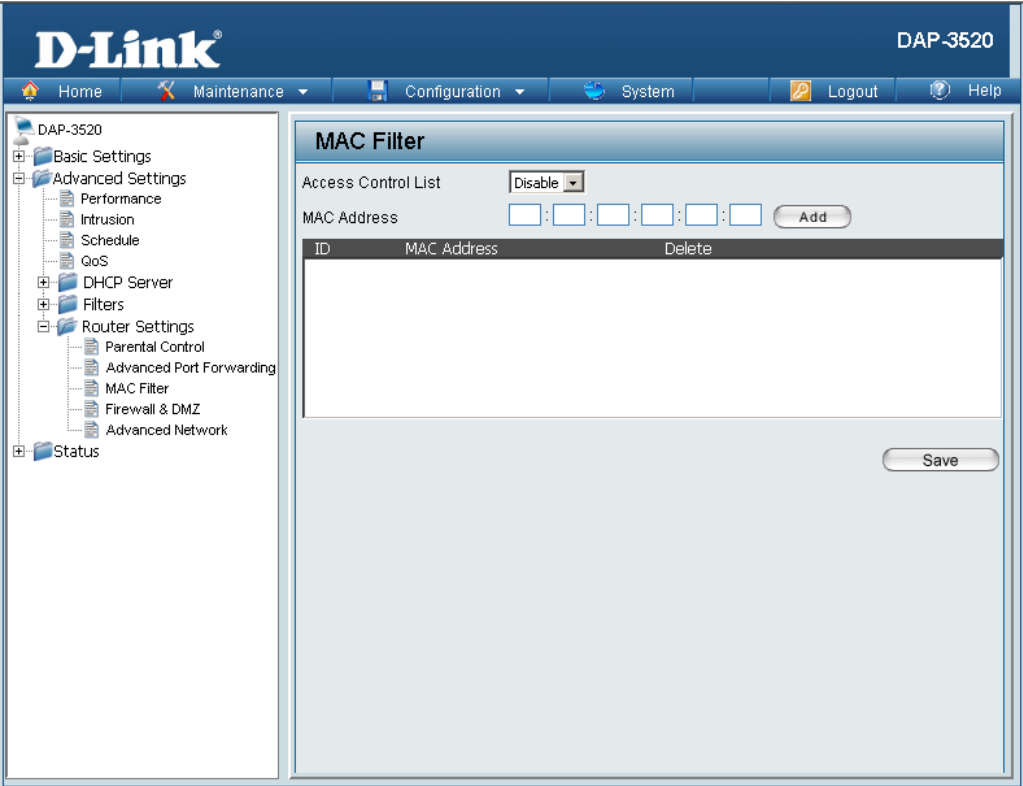 D-Link®
DAP-3520
Home Maintenance Configuration System Logout Help
DAP-3520
Basic Settings
Advanced Settings
Performance
Intrusion
Schedule
QoS
DHCP Server
Filters
Router Settings
Parental Control
Advanced Port Forwarding
MAC Filter
Firewall & DMZ
Advanced Network
Status
MAC Filter
Access Control List Disable
MAC Address : : : : : Add
ID MAC Address Delete
Save